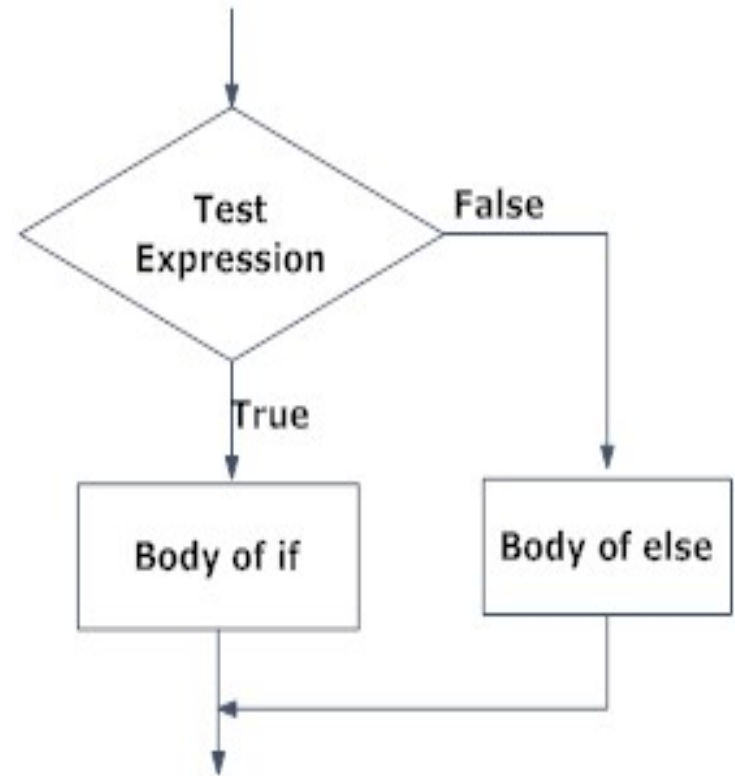 Test
Expression
False
True
Body of if
Body of else